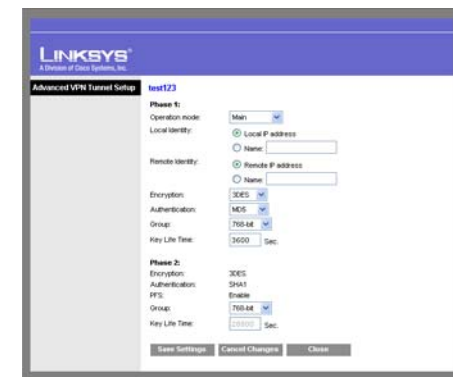 LINKSYS®
A Division of Cisco Systems, Inc.
Advanced VPN Tunnel Setup
test123
Phase 1:
Operation mode: Main
Local Identity: Local IP address
Name:
Remote Identity: Remote IP address
Name:
Encryption: 3DES
Authentication: MD5
Group: 768-bit
Key Life Time: 3600 Sec.
Phase 2:
Encryption: 3DES
Authentication: SHA1
PFS: Enable
Group: 768-bit
Key Life Time: 28800 Sec.
Save Settings Cancel Changes Close